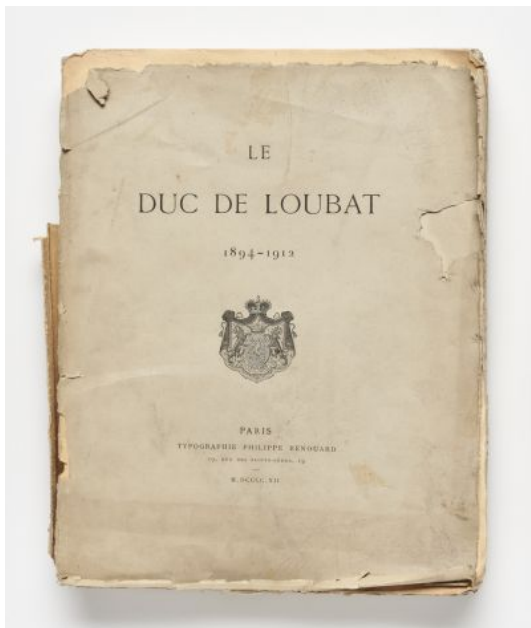 LE
DUC DE LOUBAT
1894-1912
PARIS
TYPOGRAPHIE PHILIPPE RENOUARD
19, RUE DES SAINTS-PÈRES, 19
M.DCCCC.XII